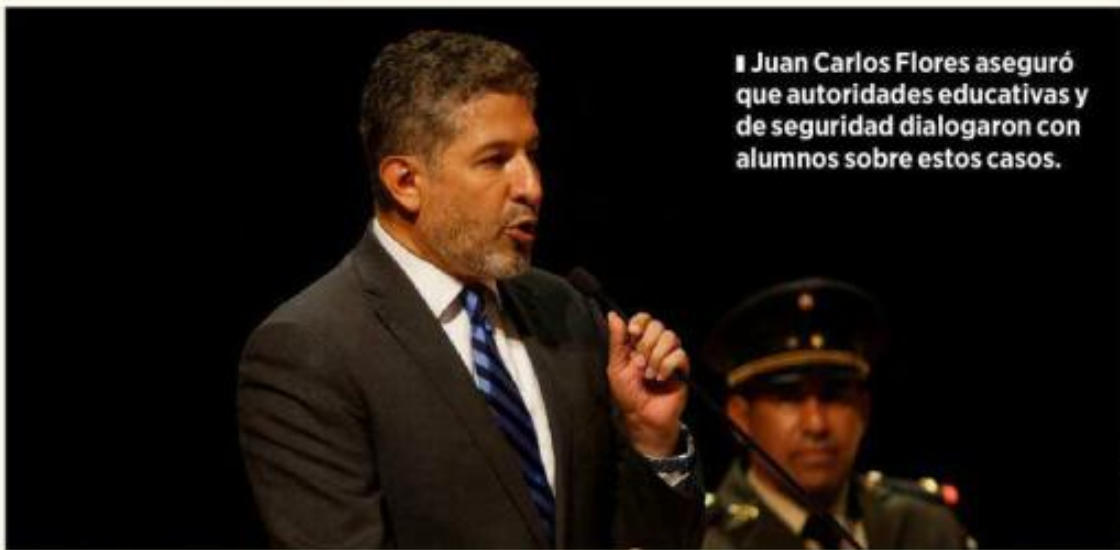 ▮ Juan Carlos Flores aseguró
que autoridades educativas y
de seguridad dialogaron con
alumnos sobre estos casos.